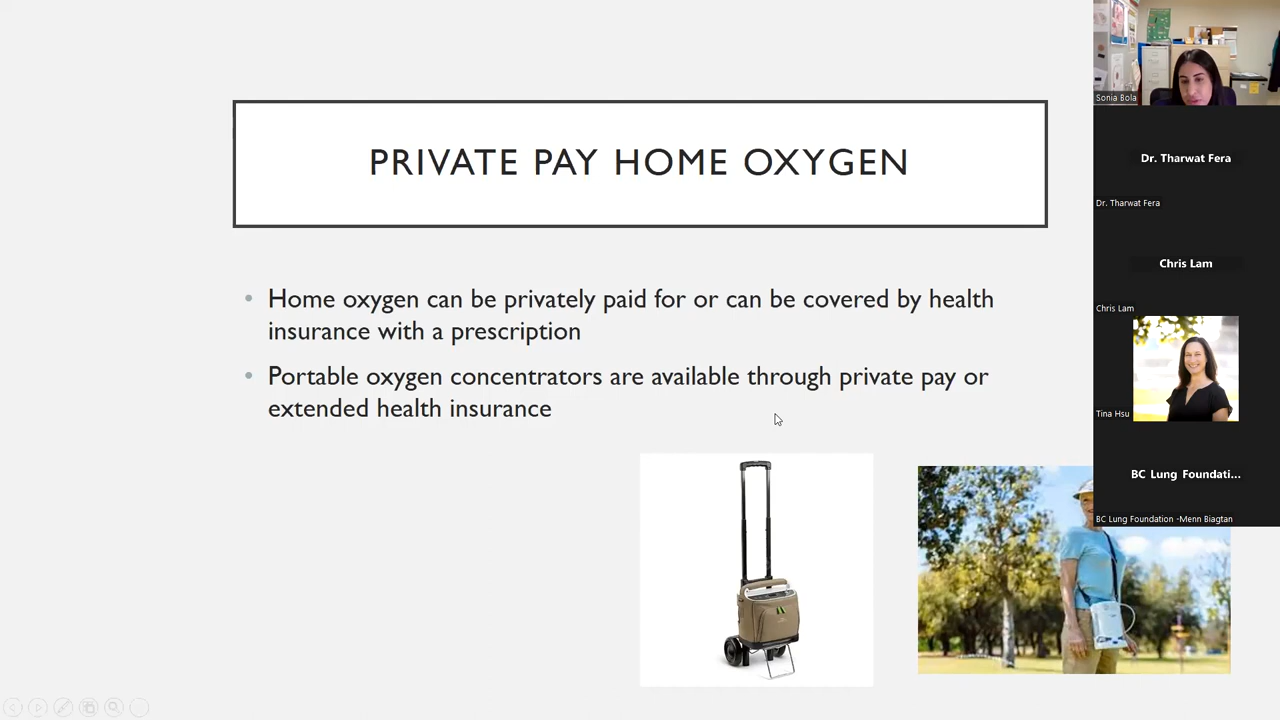 PRIVATE PAY HOME OXYGEN
Home oxygen can be privately paid for or can be covered by health
insurance with a prescription
Portable oxygen concentrators are available through private pay or
extended health insurance
Sonia Bola
Dr. Tharwat Fera
Dr. Tharwat Fera
Chris Lam
Chris Lam
Tina Hsu
BC Lung Foundati...
BC Lung Foundation -Menn Biagtan